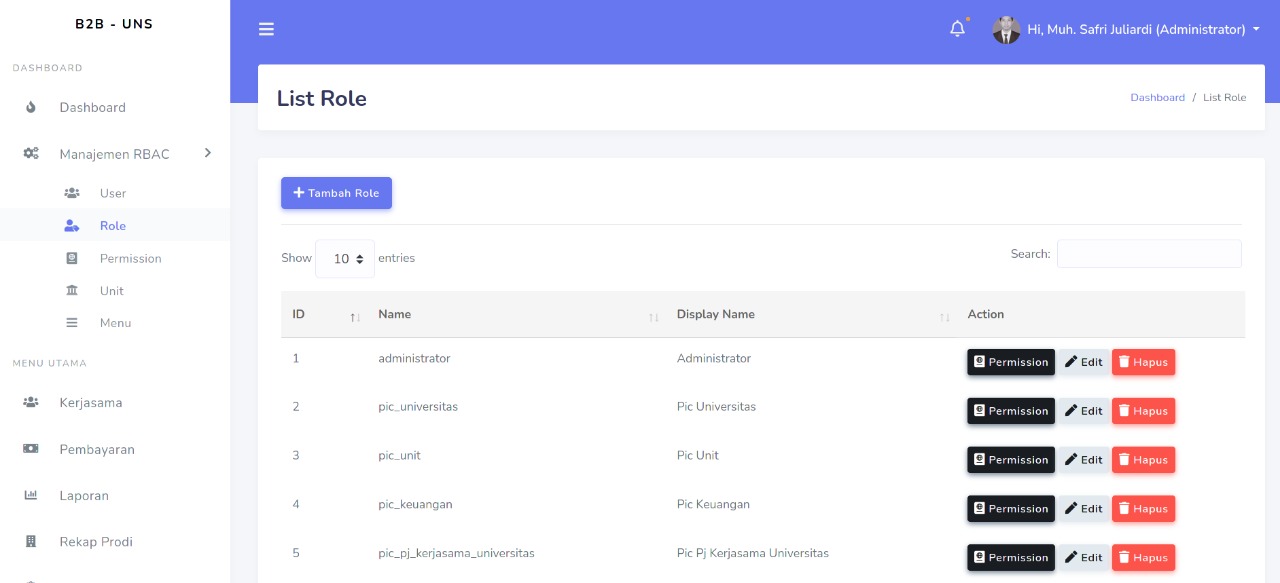 B2B - UNS
Hi, Muh. Safri Juliardi (Administrator)
DASHBOARD
Dashboard
Manajemen RBAC
User
Role
Permission
Unit
Menu
MENU UTAMA
Kerjasama
Pembayaran
Laporan
Rekap Prodi
List Role
Dashboard / List Role
Tambah Role
Show 10 entries
Search:
ID Name Display Name Action
1 administrator Administrator Permission Edit Hapus
2 pic_universitas Pic Universitas Permission Edit Hapus
3 pic_unit Pic Unit Permission Edit Hapus
4 pic_keuangan Pic Keuangan Permission Edit Hapus
5 pic_pj_kerjasama_universitas Pic Pj Kerjasama Universitas Permission Edit Hapus